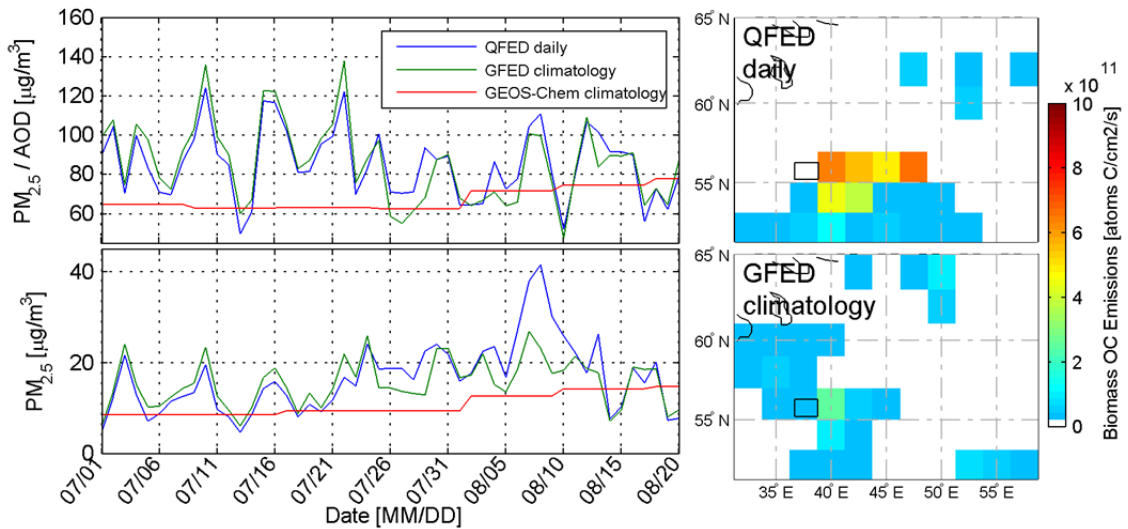 160
140
120
100
80
60
PM2.5 / AOD [µg/m³]
QFED daily
GFED climatology
GEOS-Chem climatology
40
20
0
PM2.5 [µg/m³]
07/01
07/06
07/11
07/16
07/21
07/26
07/31
08/05
08/10
08/15
08/20
Date [MM/DD]
65° N
60° N
55° N
QFED
daily
65° N
60° N
55° N
GFED
climatology
35° E
40° E
45° E
50° E
55° E
x 10¹¹
10
8
6
4
2
0
Biomass OC Emissions [atoms C/cm2/s]